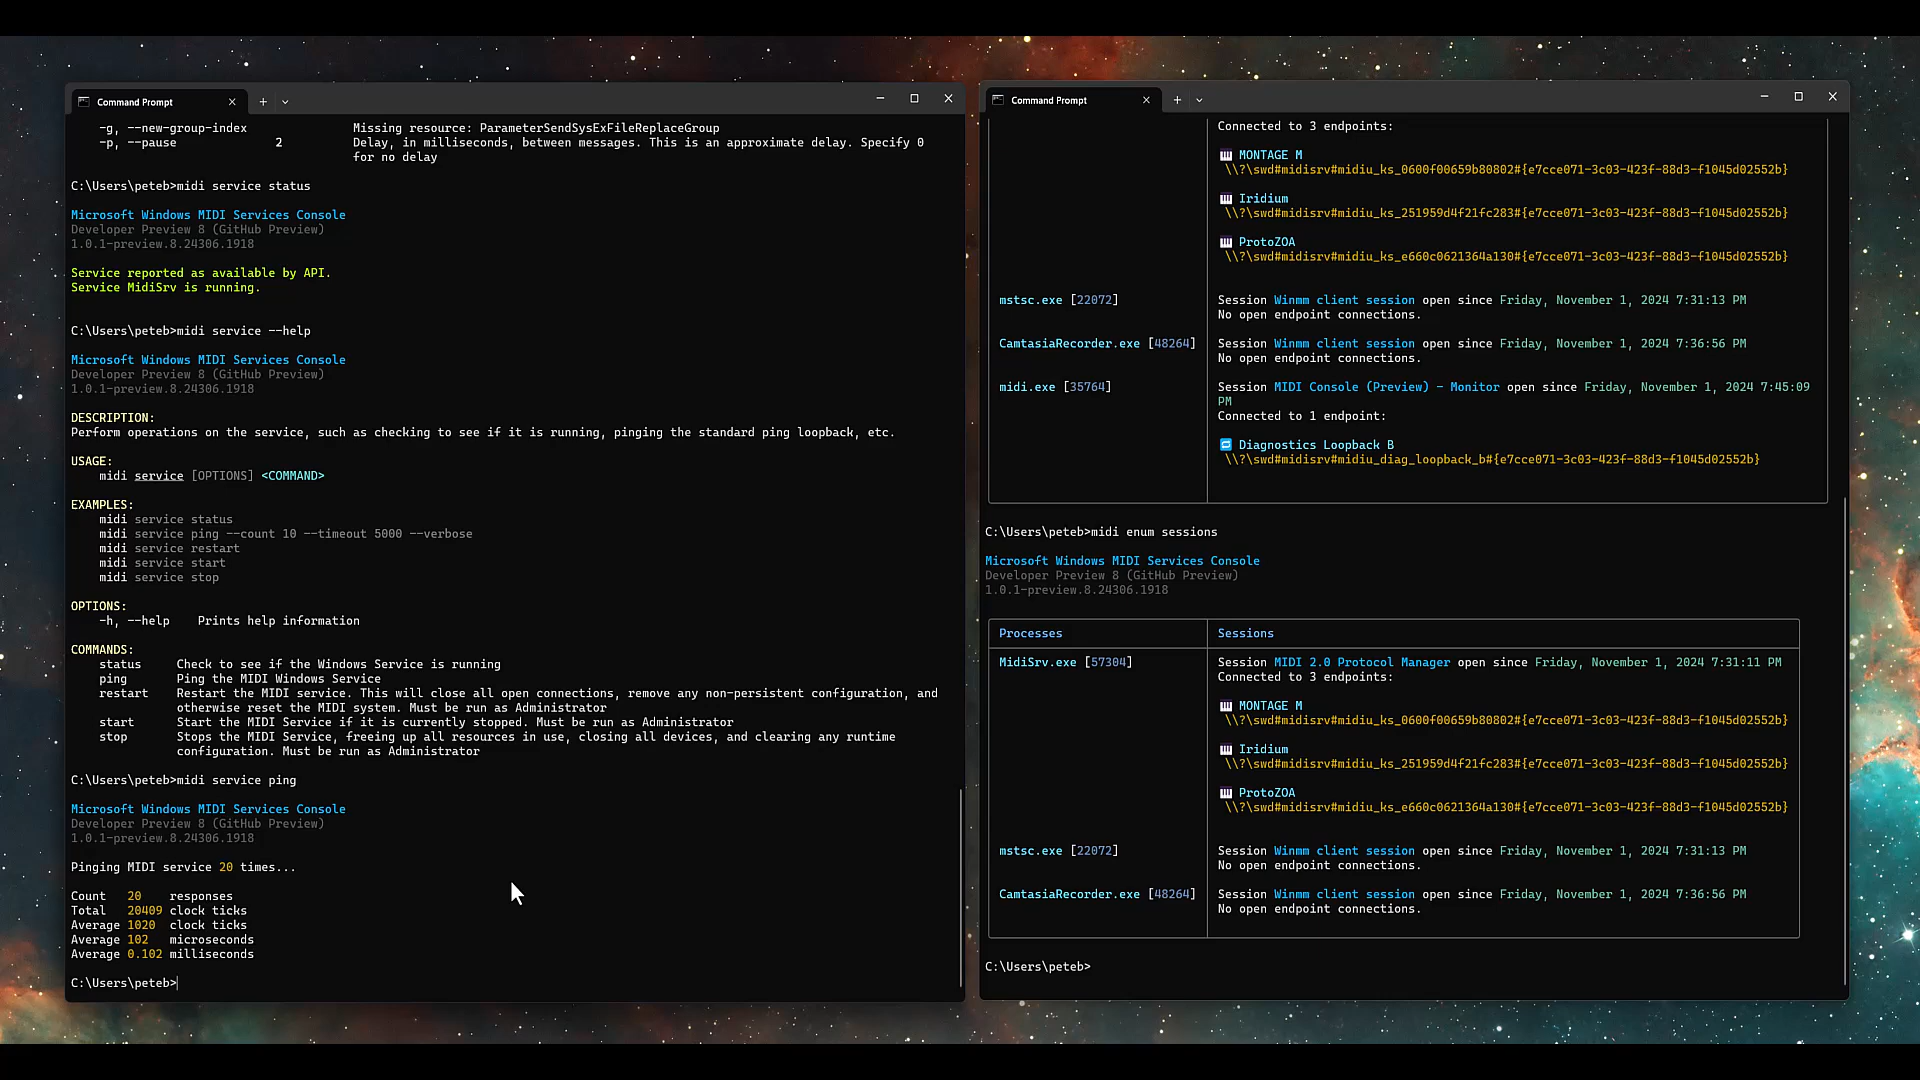 Command Prompt
-g, --new-group-index Missing resource: ParameterSendSysExFileReplaceGroup
-p, --pause 2 Delay, in milliseconds, between messages. This is an approximate delay. Specify 0
for no delay
C:\Users\peteb>midi service status
Microsoft Windows MIDI Services Console
Developer Preview 8 (GitHub Preview)
1.0.1-preview.8.24306.1918
Service reported as available by API.
Service MidiSrv is running.
C:\Users\peteb>midi service --help
Microsoft Windows MIDI Services Console
Developer Preview 8 (GitHub Preview)
1.0.1-preview.8.24306.1918
DESCRIPTION:
Perform operations on the service, such as checking to see if it is running, pinging the standard ping loopback, etc.
USAGE:
midi service [OPTIONS] <COMMAND>
EXAMPLES:
midi service status
midi service ping --count 10 --timeout 5000 --verbose
midi service restart
midi service start
midi service stop
OPTIONS:
-h, --help Prints help information
COMMANDS:
status Check to see if the Windows Service is running
ping Ping the MIDI Windows Service
restart Restart the MIDI service. This will close all open connections, remove any non-persistent configuration, and
otherwise reset the MIDI system. Must be run as Administrator
start Start the MIDI Service if it is currently stopped. Must be run as Administrator
stop Stops the MIDI Service, freeing up all resources in use, closing all devices, and clearing any runtime
configuration. Must be run as Administrator
C:\Users\peteb>midi service ping
Microsoft Windows MIDI Services Console
Developer Preview 8 (GitHub Preview)
1.0.1-preview.8.24306.1918
Pinging MIDI service 20 times...
Count 20 responses
Total 20409 clock ticks
Average 1020 clock ticks
Average 102 microseconds
Average 0.102 milliseconds
C:\Users\peteb>
Command Prompt
Connected to 3 endpoints:
MONTAGE M
\\?\swd#midisrv#midiu_ks_0600f00659b80802#{e7cce071-3c03-423f-88d3-f1045d02552b}
Iridium
\\?\swd#midisrv#midiu_ks_251959d4f21fc283#{e7cce071-3c03-423f-88d3-f1045d02552b}
ProtoZOA
\\?\swd#midisrv#midiu_ks_e660c0621364a130#{e7cce071-3c03-423f-88d3-f1045d02552b}
mstsc.exe [22072] Session Winmm client session open since Friday, November 1, 2024 7:31:13 PM
No open endpoint connections.
CamtasiaRecorder.exe [48264] Session Winmm client session open since Friday, November 1, 2024 7:36:56 PM
No open endpoint connections.
midi.exe [35764] Session MIDI Console (Preview) - Monitor open since Friday, November 1, 2024 7:45:09
PM
Connected to 1 endpoint:
Diagnostics Loopback B
\\?\swd#midisrv#midiu_diag_loopback_b#{e7cce071-3c03-423f-88d3-f1045d02552b}
C:\Users\peteb>midi enum sessions
Microsoft Windows MIDI Services Console
Developer Preview 8 (GitHub Preview)
1.0.1-preview.8.24306.1918
Processes Sessions
MidiSrv.exe [57304] Session MIDI 2.0 Protocol Manager open since Friday, November 1, 2024 7:31:11 PM
Connected to 3 endpoints:
MONTAGE M
\\?\swd#midisrv#midiu_ks_0600f00659b80802#{e7cce071-3c03-423f-88d3-f1045d02552b}
Iridium
\\?\swd#midisrv#midiu_ks_251959d4f21fc283#{e7cce071-3c03-423f-88d3-f1045d02552b}
ProtoZOA
\\?\swd#midisrv#midiu_ks_e660c0621364a130#{e7cce071-3c03-423f-88d3-f1045d02552b}
mstsc.exe [22072] Session Winmm client session open since Friday, November 1, 2024 7:31:13 PM
No open endpoint connections.
CamtasiaRecorder.exe [48264] Session Winmm client session open since Friday, November 1, 2024 7:36:56 PM
No open endpoint connections.
C:\Users\peteb>